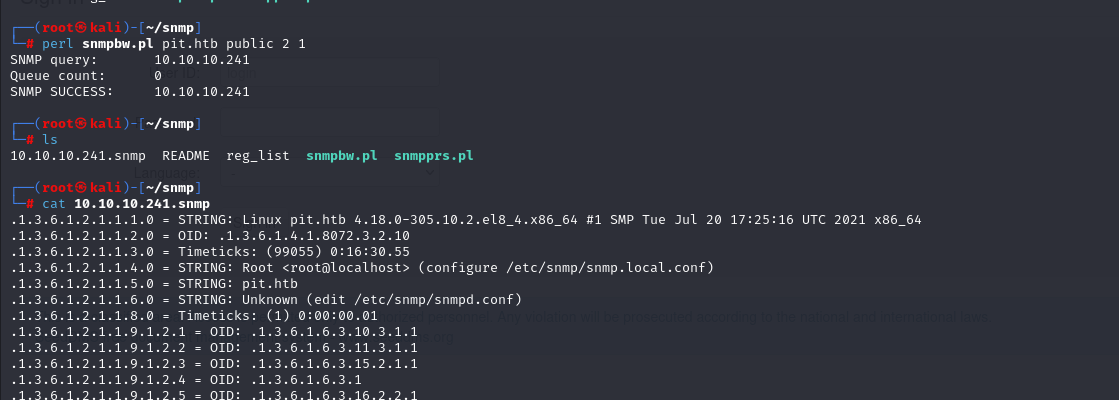 ┌──(root㉿kali)-[~/snmp]
└─# perl snmpbw.pl pit.htb public 2 1
SNMP query:       10.10.10.241
Queue count:      0
SNMP SUCCESS:     10.10.10.241
┌──(root㉿kali)-[~/snmp]
└─# ls
10.10.10.241.snmp  README  reg_list  snmpbw.pl  snmpprs.pl
┌──(root㉿kali)-[~/snmp]
└─# cat 10.10.10.241.snmp
.1.3.6.1.2.1.1.1.0 = STRING: Linux pit.htb 4.18.0-305.10.2.el8_4.x86_64 #1 SMP Tue Jul 20 17:25:16 UTC 2021 x86_64
.1.3.6.1.2.1.1.2.0 = OID: .1.3.6.1.4.1.8072.3.2.10
.1.3.6.1.2.1.1.3.0 = Timeticks: (99055) 0:16:30.55
.1.3.6.1.2.1.1.4.0 = STRING: Root <root@localhost> (configure /etc/snmp/snmp.local.conf)
.1.3.6.1.2.1.1.5.0 = STRING: pit.htb
.1.3.6.1.2.1.1.6.0 = STRING: Unknown (edit /etc/snmp/snmpd.conf)
.1.3.6.1.2.1.1.8.0 = Timeticks: (1) 0:00:00.01
.1.3.6.1.2.1.1.9.1.2.1 = OID: .1.3.6.1.6.3.10.3.1.1
.1.3.6.1.2.1.1.9.1.2.2 = OID: .1.3.6.1.6.3.11.3.1.1
.1.3.6.1.2.1.1.9.1.2.3 = OID: .1.3.6.1.6.3.15.2.1.1
.1.3.6.1.2.1.1.9.1.2.4 = OID: .1.3.6.1.6.3.1
.1.3.6.1.2.1.1.9.1.2.5 = OID: .1.3.6.1.6.3.16.2.2.1